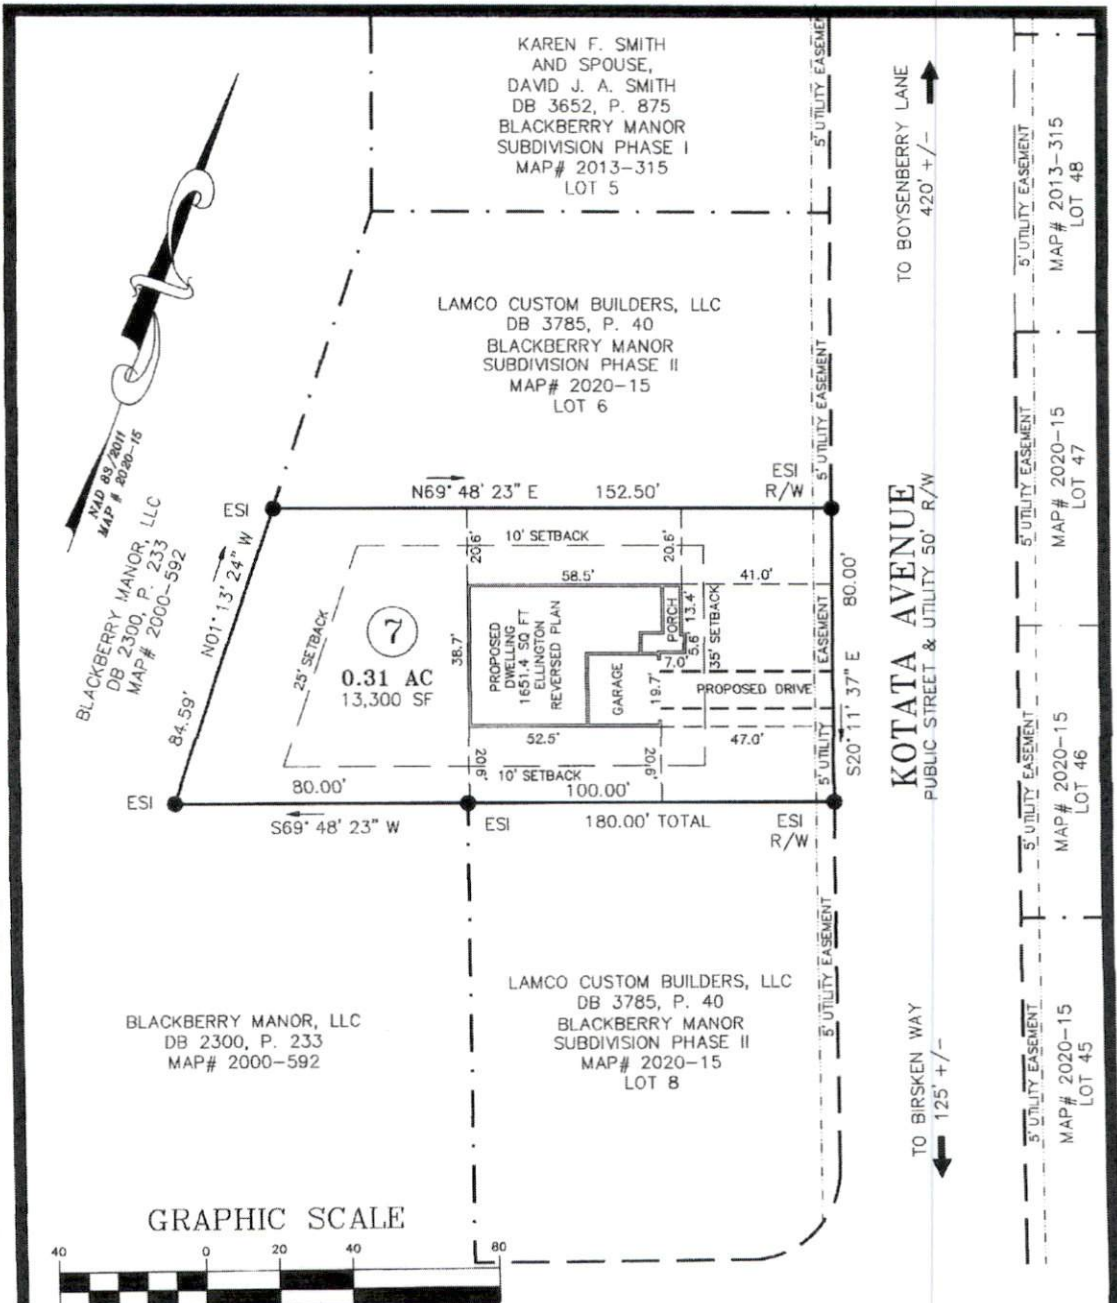 KAREN F. SMITH
AND SPOUSE,
DAVID J. A. SMITH
DB 3652, P. 875
BLACKBERRY MANOR
SUBDIVISION PHASE I
MAP# 2013-315
LOT 5
5' UTILITY EASEMENT
TO BOYSENBERRY LANE
420' +/-
5' UTILITY EASEMENT
MAP# 2013-315
LOT 48
NAD 83/2011
MAP # 2020-15
LAMCO CUSTOM BUILDERS, LLC
DB 3785, P. 40
BLACKBERRY MANOR
SUBDIVISION PHASE II
MAP# 2020-15
LOT 6
5' UTILITY EASEMENT
5' UTILITY EASEMENT
MAP# 2020-15
LOT 47
BLACKBERRY MANOR, LLC
DB 2300, P. 233
MAP# 2000-592
N01° 13' 24" W
84.59'
ESI
N69° 48' 23" E
152.50'
ESI
R/W
20.6'
10' SETBACK
20.6'
58.5'
41.0'
25' SETBACK
7
0.31 AC
13,300 SF
38.7'
PROPOSED
DWELLING
1651.4 SQ FT
ELLINGTON
REVERSED PLAN
GARAGE
PORCH
13.4'
5.6'
7.0'
19.7'
35' SETBACK
PROPOSED DRIVE
52.5'
47.0'
20.6'
10' SETBACK
20.6'
5' UTILITY EASEMENT
80.00'
S20° 11' 37" E
KOTATA AVENUE
PUBLIC STREET & UTILITY 50' R/W
5' UTILITY EASEMENT
MAP# 2020-15
LOT 46
ESI
80.00'
S69° 48' 23" W
ESI
100.00'
180.00' TOTAL
ESI
R/W
BLACKBERRY MANOR, LLC
DB 2300, P. 233
MAP# 2000-592
LAMCO CUSTOM BUILDERS, LLC
DB 3785, P. 40
BLACKBERRY MANOR
SUBDIVISION PHASE II
MAP# 2020-15
LOT 8
5' UTILITY EASEMENT
TO BIRSKEN WAY
125' +/-
5' UTILITY EASEMENT
MAP# 2020-15
LOT 45
GRAPHIC SCALE
40 0 20 40 80